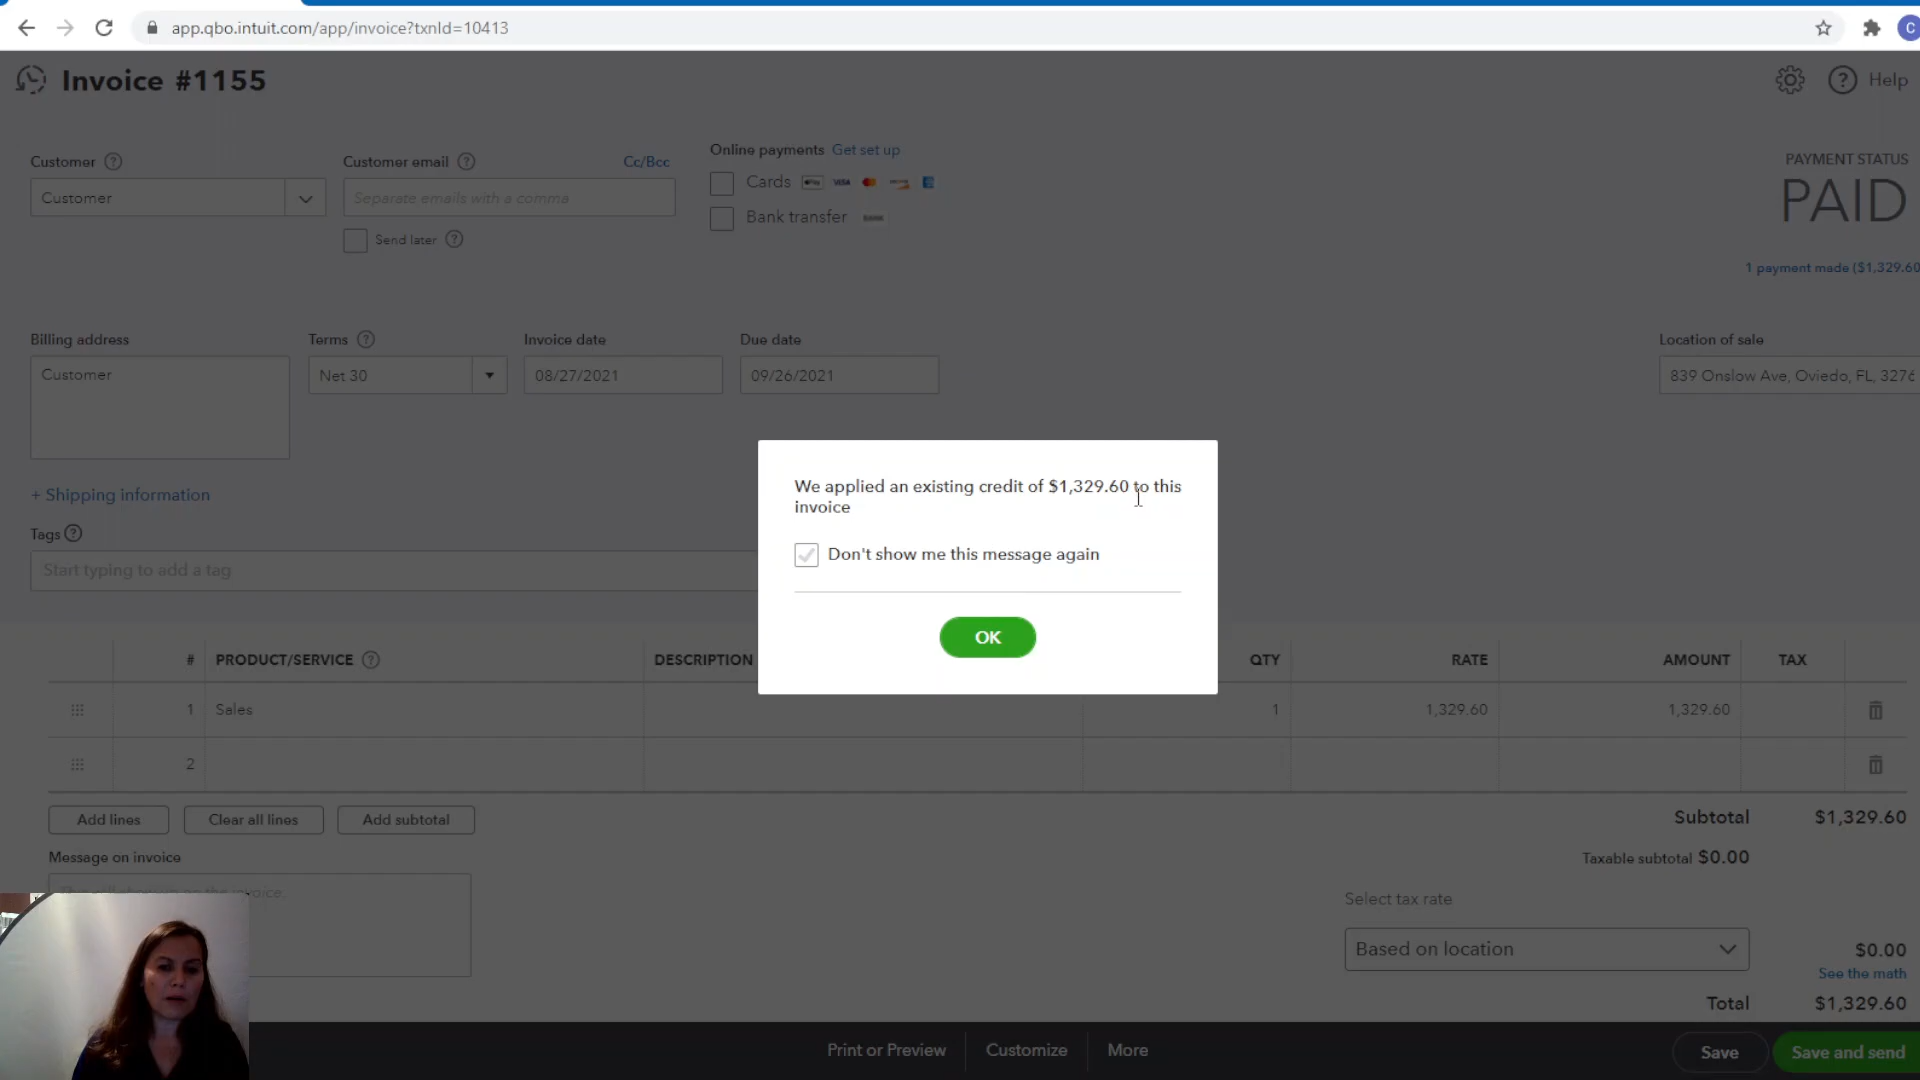 app.qbo.intuit.com/app/invoice?txnId=10413
C
Invoice #1155
Help
Customer
Customer email
Cc/Bcc
Online payments Get set up
PAYMENT STATUS
PAID
Customer
Separate emails with a comma
Cards
VISA
Bank transfer
BANK
Send later
1 payment made ($1,329.60
Billing address
Terms
Invoice date
Due date
Location of sale
Customer
Net 30
08/27/2021
09/26/2021
839 Onslow Ave, Oviedo, FL, 3276
We applied an existing credit of $1,329.60 to this
invoice
Don't show me this message again
OK
+ Shipping information
Tags
Start typing to add a tag
# PRODUCT/SERVICE DESCRIPTION QTY RATE AMOUNT TAX
1 Sales 1 1,329.60 1,329.60
2
Add lines
Clear all lines
Add subtotal
Subtotal $1,329.60
Message on invoice
Taxable subtotal $0.00
Select tax rate
Based on location
$0.00
See the math
Total $1,329.60
Print or Preview
Customize
More
Save
Save and send